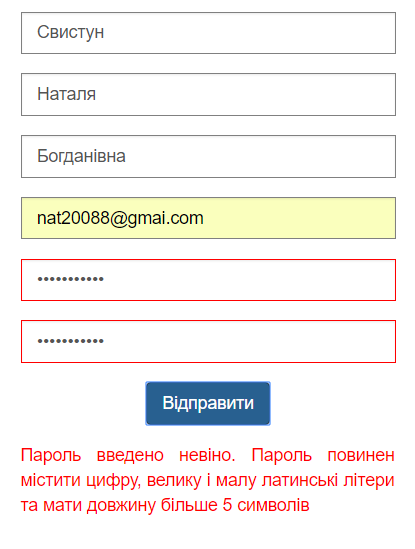 Свистун
Наталя
Богданівна
nat20088@gmai.com
•••••••••••
•••••••••••
Відправити
Пароль введено невіно. Пароль повинен
містити цифру, велику і малу латинські літери
та мати довжину більше 5 символів